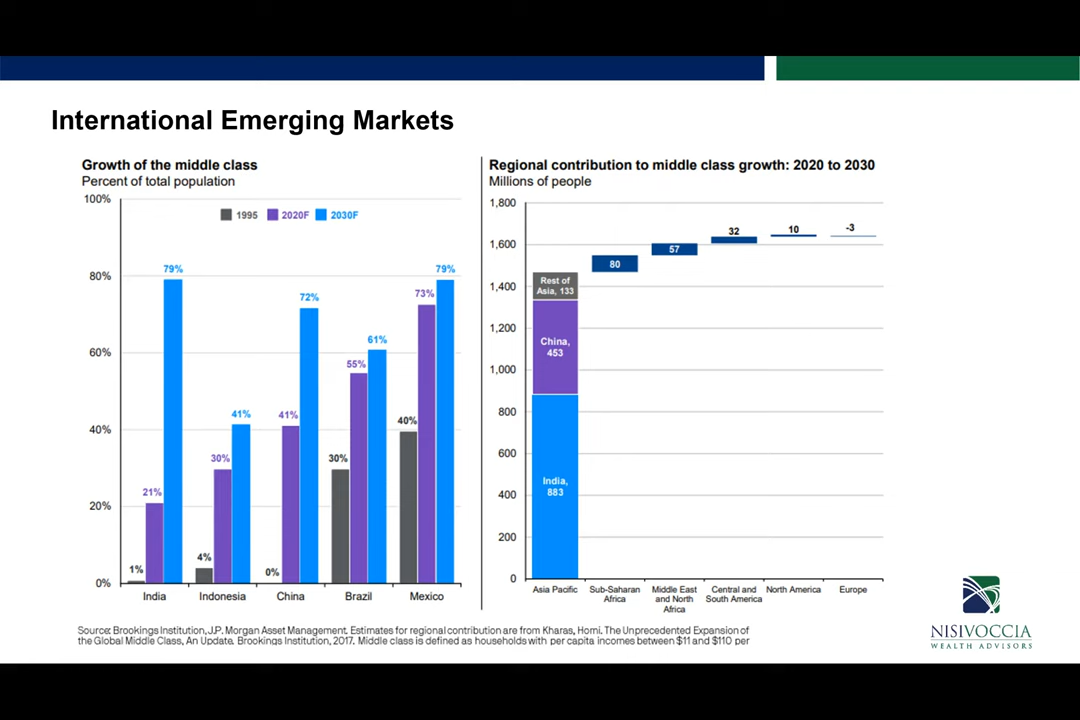 International Emerging Markets
Growth of the middle class
Percent of total population
1995 2020F 2030F
100%
80%
60%
40%
20%
0%
1% 21% 79%
4% 30% 41%
0% 41% 72%
30% 55% 61%
40% 73% 79%
India Indonesia China Brazil Mexico
Regional contribution to middle class growth: 2020 to 2030
Millions of people
1,800
1,600
1,400
1,200
1,000
800
600
400
200
0
Rest of
Asia, 133
China,
453
India,
883
80
57
32
10
-3
Asia Pacific
Sub-Saharan
Africa
Middle East
and North
Africa
Central and
South America
North America
Europe
Source: Brookings Institution, J.P. Morgan Asset Management. Estimates for regional contribution are from Kharas, Homi. The Unprecedented Expansion of
the Global Middle Class, An Update. Brookings Institution, 2017. Middle class is defined as households with per capita incomes between $11 and $110 per
NISIVOCCIA
WEALTH ADVISORS